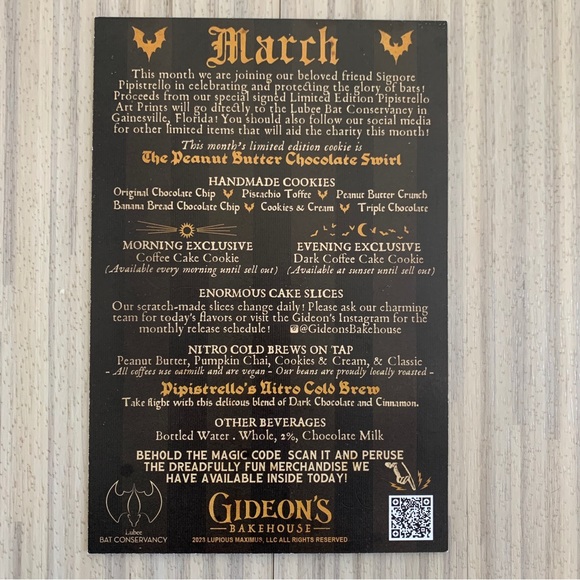 March
This month we are joining our beloved friend Signore
Pipistrello in celebrating and protecting the glory of bats!
Proceeds from our special signed Limited Edition Pipistrello
Art Prints will go directly to the Lubee Bat Conservancy in
Gainesville, Florida! You should also follow our social media
for other limited items that will aid the charity this month!
This month's limited edition cookie is
The Peanut Butter Chocolate Swirl
HANDMADE COOKIES
Original Chocolate Chip Pistachio Toffee Peanut Butter Crunch
Banana Bread Chocolate Chip Cookies & Cream Triple Chocolate
MORNING EXCLUSIVE
Coffee Cake Cookie
(Available every morning until sell out)
EVENING EXCLUSIVE
Dark Coffee Cake Cookie
(Available at sunset until sell out)
ENORMOUS CAKE SLICES
Our scratch-made slices change daily! Please ask our charming
team for today's flavors or visit the Gideon's Instagram for the
monthly release schedule! @GideonsBakehouse
NITRO COLD BREWS ON TAP
Peanut Butter, Pumpkin Chai, Cookies & Cream, & Classic
- All coffees use oatmilk and are vegan - Our beans are proudly locally roasted -
Pipistrello's Nitro Cold Brew
Take flight with this delicous blend of Dark Chocolate and Cinnamon.
OTHER BEVERAGES
Bottled Water . Whole, 2%, Chocolate Milk
BEHOLD THE MAGIC CODE SCAN IT AND PERUSE
THE DREADFULLY FUN MERCHANDISE WE
HAVE AVAILABLE INSIDE TODAY!
Lubee
BAT CONSERVANCY
GIDEON'S
BAKEHOUSE
2023 LUPIOUS MAXIMUS, LLC ALL RIGHTS RESERVED